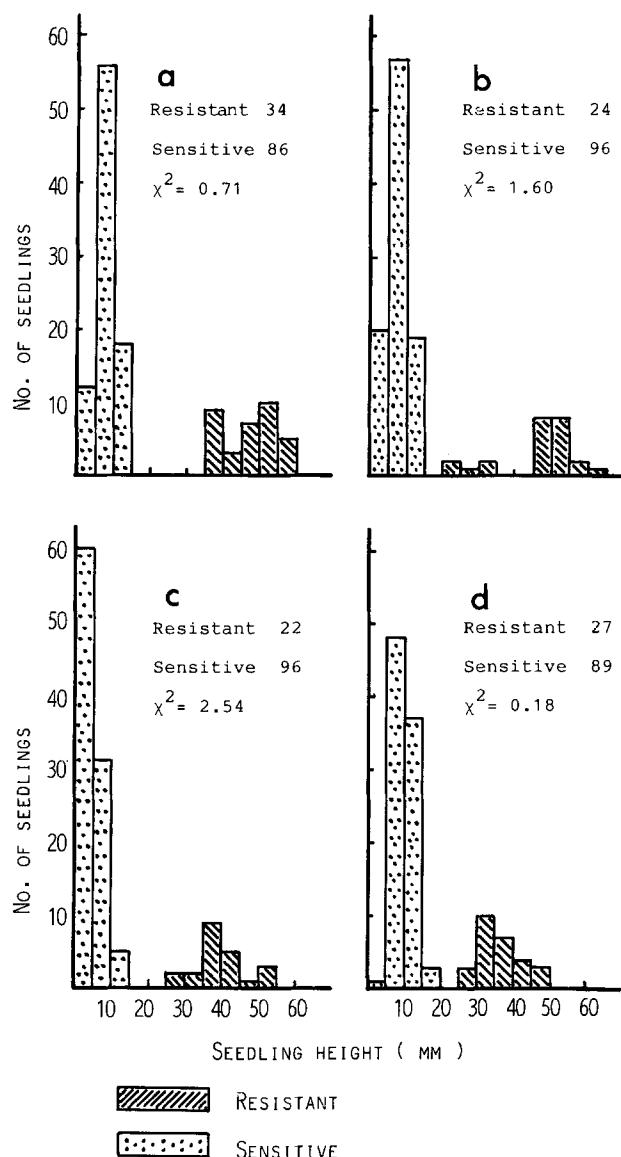 a
Resistant 34
Sensitive 86
χ²= 0.71
60
50
40
30
20
10
No. OF SEEDLINGS
b
Resistant 24
Sensitive 96
χ²= 1.60
c
Resistant 22
Sensitive 96
χ²= 2.54
60
50
40
30
20
10
No. OF SEEDLINGS
10 20 30 40 50 60
d
Resistant 27
Sensitive 89
χ²= 0.18
10 20 30 40 50 60
SEEDLING HEIGHT ( MM )
RESISTANT
SENSITIVE